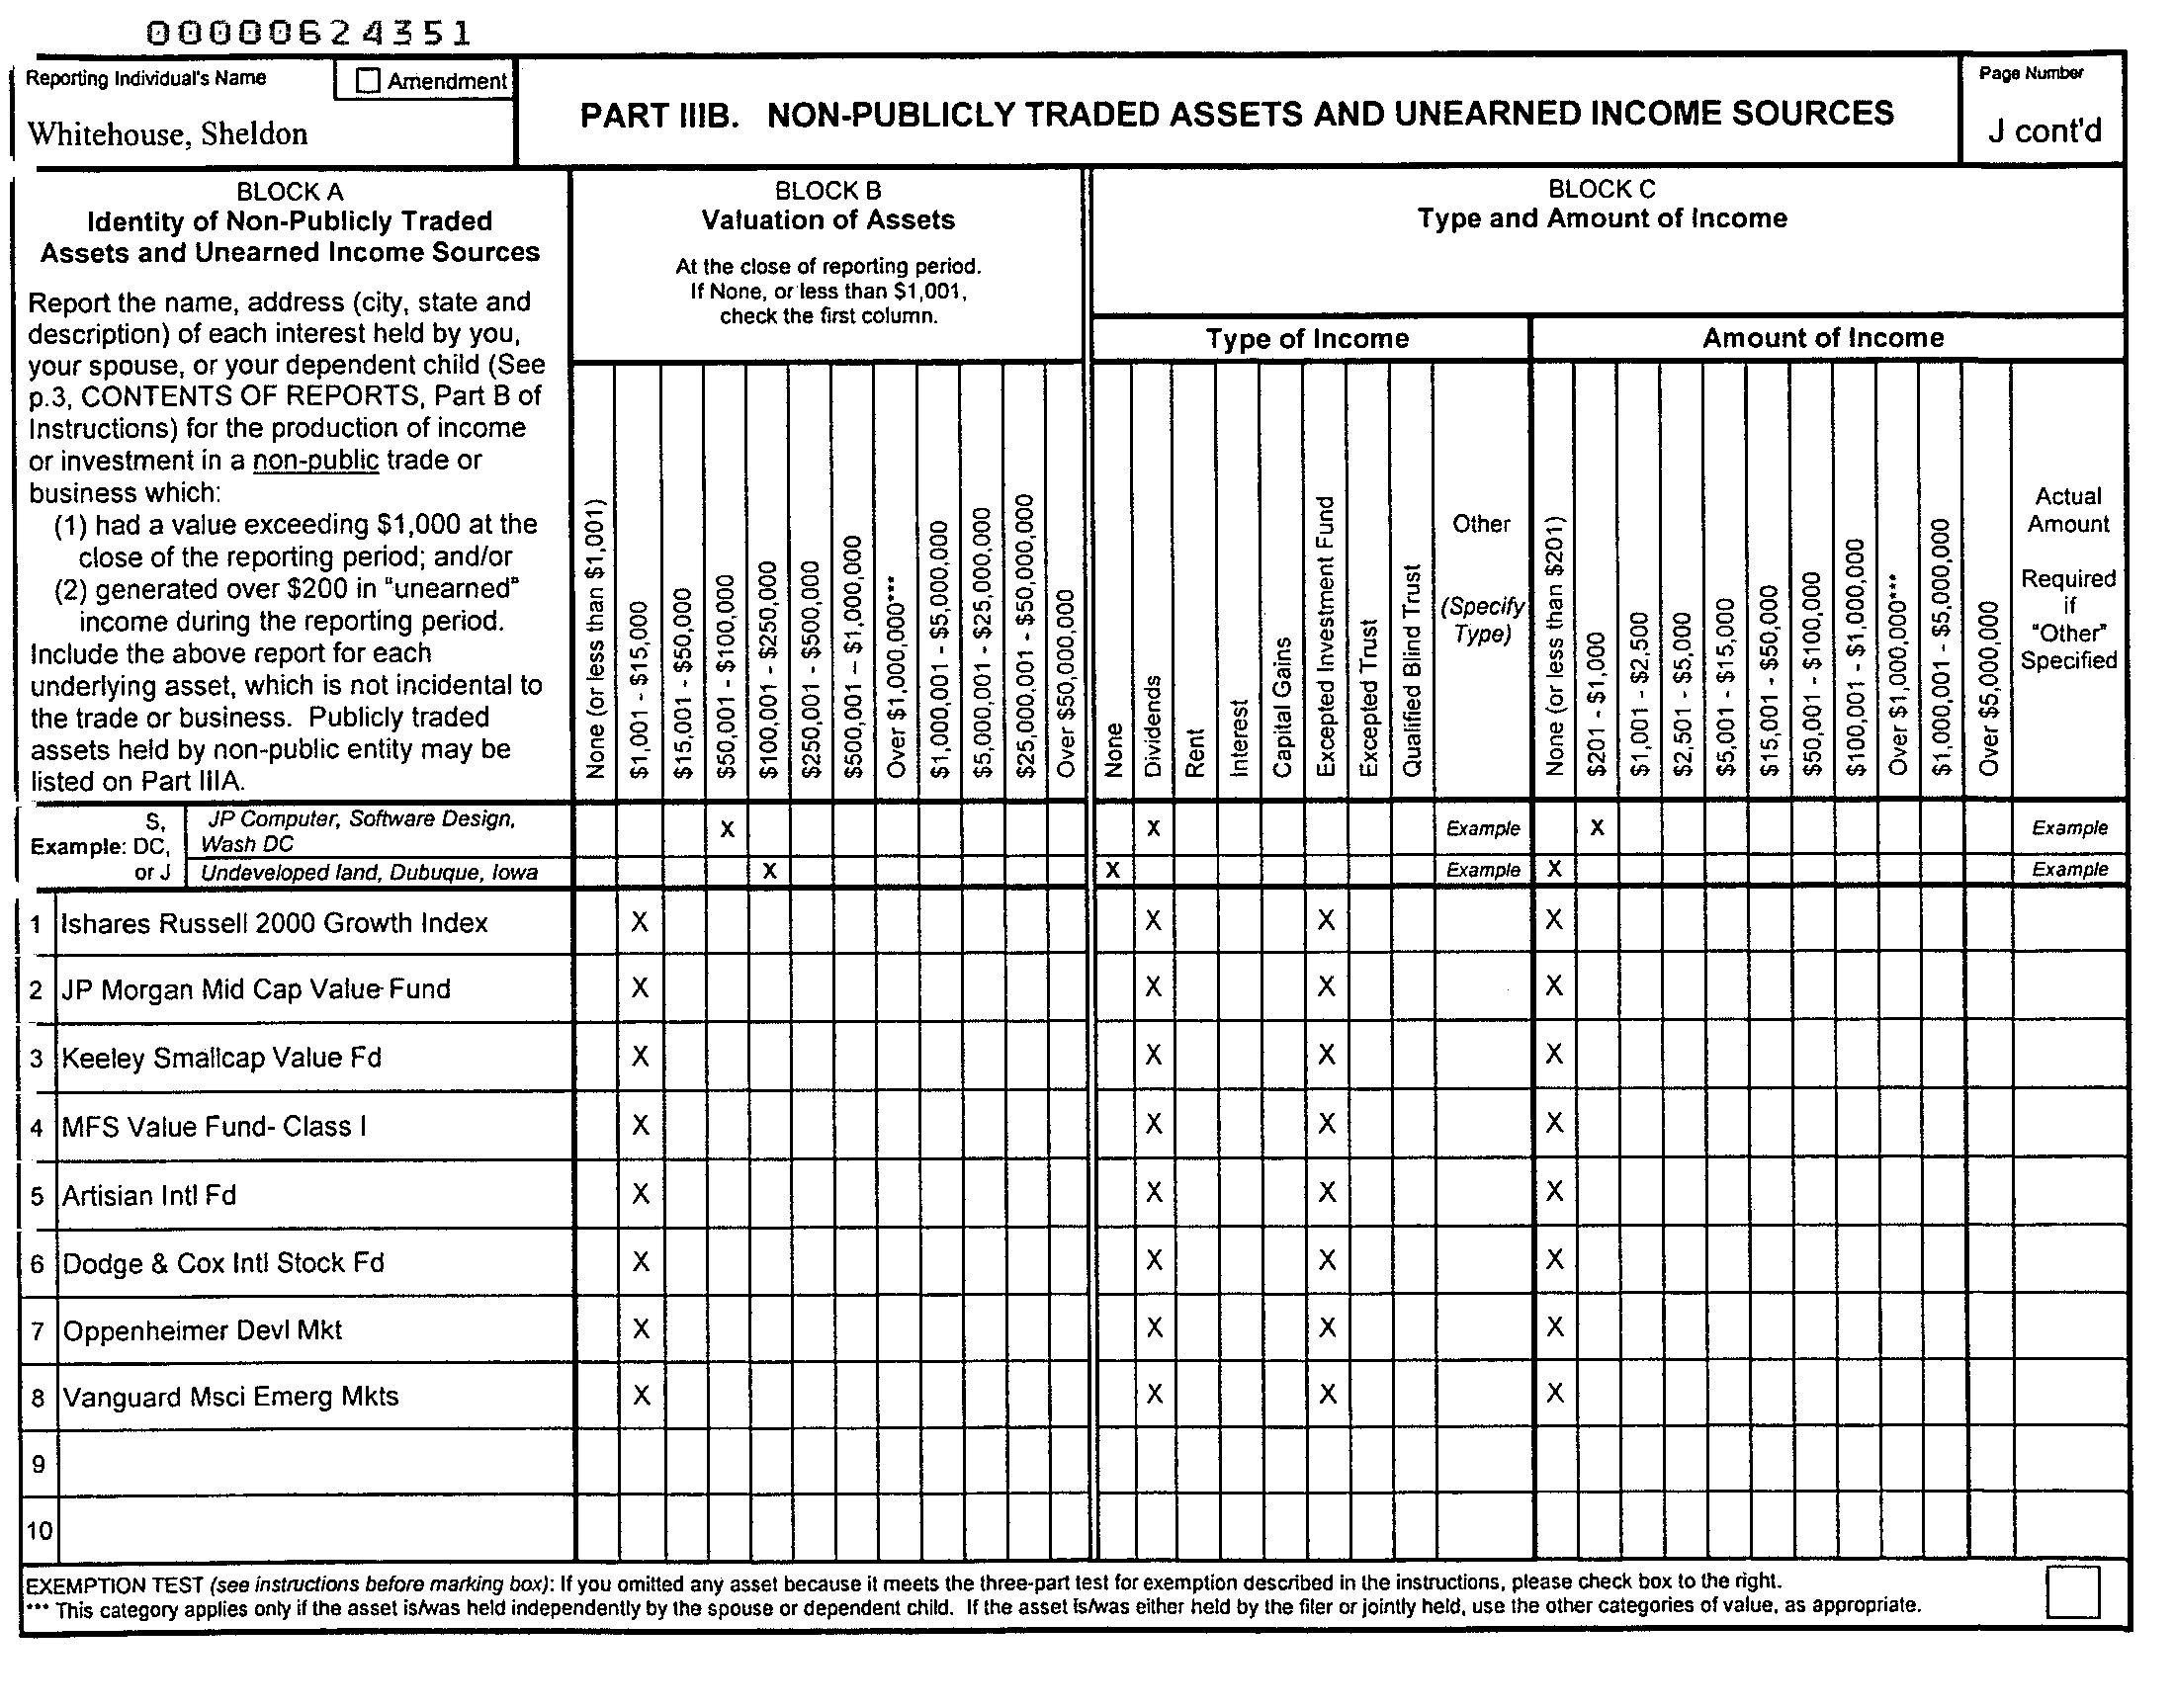 00000624351
Reporting Individual's Name
Amendment
Whitehouse, Sheldon
PART IIIB. NON-PUBLICLY TRADED ASSETS AND UNEARNED INCOME SOURCES
Page Number
J cont'd
BLOCK A
Identity of Non-Publicly Traded
Assets and Unearned Income Sources
Report the name, address (city, state and
description) of each interest held by you,
your spouse, or your dependent child (See
p.3, CONTENTS OF REPORTS, Part B of
Instructions) for the production of income
or investment in a non-public trade or
business which:
(1) had a value exceeding $1,000 at the
close of the reporting period; and/or
(2) generated over $200 in "unearned"
income during the reporting period.
Include the above report for each
underlying asset, which is not incidental to
the trade or business. Publicly traded
assets held by non-public entity may be
listed on Part IIIA.
BLOCK B
Valuation of Assets
At the close of reporting period.
If None, or less than $1,001,
check the first column.
None (or less than $1,001)
$1,001 - $15,000
$15,001 - $50,000
$50,001 - $100,000
$100,001 - $250,000
$250,001 - $500,000
$500,001 – $1,000,000
Over $1,000,000***
$1,000,001 - $5,000,000
$5,000,001 - $25,000,000
$25,000,001 - $50,000,000
Over $50,000,000
BLOCK C
Type and Amount of Income
Type of Income
None
Dividends
Rent
Interest
Capital Gains
Excepted Investment Fund
Excepted Trust
Qualified Blind Trust
Other
(Specify
Type)
Amount of Income
None (or less than $201)
$201 - $1,000
$1,001 - $2,500
$2,501 - $5,000
$5,001 - $15,000
$15,001 - $50,000
$50,001 - $100,000
$100,001 - $1,000,000
Over $1,000,000***
$1,000,001 - $5,000,000
Over $5,000,000
Actual
Amount
Required
if
"Other"
Specified
Example:
S,
DC,
or J
JP Computer, Software Design,
Wash DC
X X Example X Example
Undeveloped land, Dubuque, Iowa X X Example X Example
1 Ishares Russell 2000 Growth Index X X X X
2 JP Morgan Mid Cap Value Fund X X X X
3 Keeley Smallcap Value Fd X X X X
4 MFS Value Fund- Class I X X X X
5 Artisian Intl Fd X X X X
6 Dodge & Cox Intl Stock Fd X X X X
7 Oppenheimer Devl Mkt X X X X
8 Vanguard Msci Emerg Mkts X X X X
9
10
EXEMPTION TEST (see instructions before marking box): If you omitted any asset because it meets the three-part test for exemption described in the instructions, please check box to the right.
*** This category applies only if the asset is/was held independently by the spouse or dependent child. If the asset is/was either held by the filer or jointly held, use the other categories of value, as appropriate.